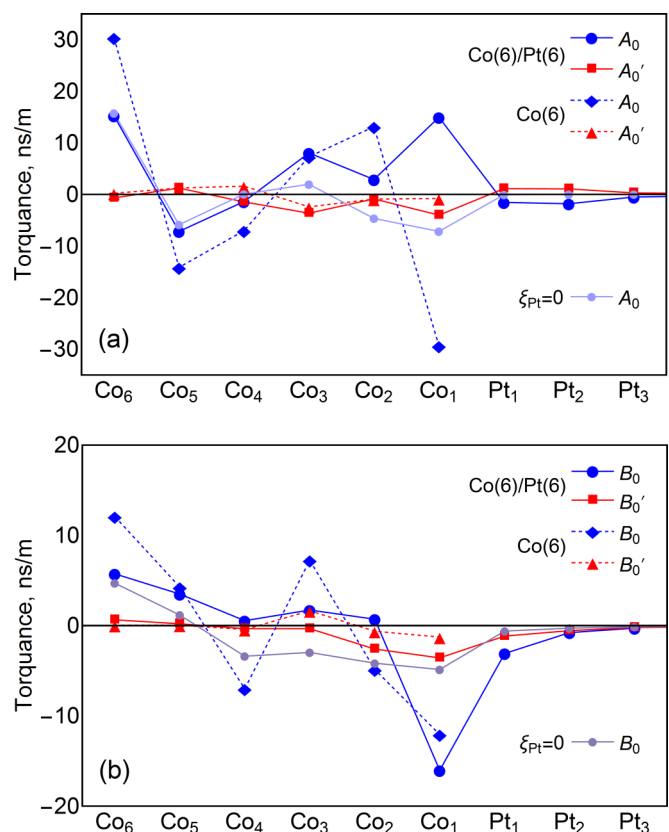 30
20
10
0
−10
−20
−30
Torquance, ns/m
Co(6)/Pt(6)
A₀
A₀′
Co(6)
A₀
A₀′
ξPt=0 A₀
(a)
Co₆ Co₅ Co₄ Co₃ Co₂ Co₁ Pt₁ Pt₂ Pt₃
20
10
0
−10
−20
Torquance, ns/m
Co(6)/Pt(6)
B₀
B₀′
Co(6)
B₀
B₀′
ξPt=0 B₀
(b)
Co₆ Co₅ Co₄ Co₃ Co₂ Co₁ Pt₁ Pt₂ Pt₃